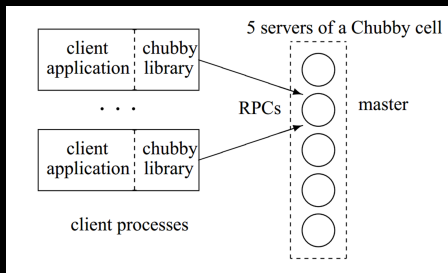 5 servers of a Chubby cell
client application
chubby library
. . .
RPCs
master
client application
chubby library
client processes